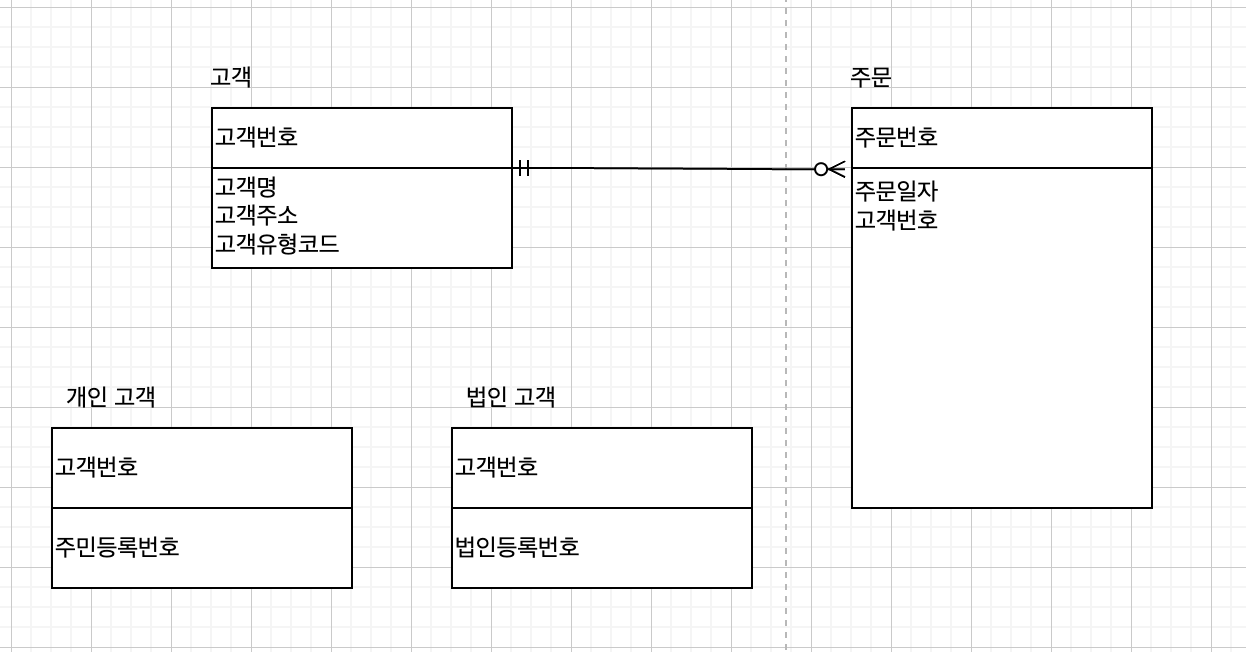 고객
고객번호
고객명
고객주소
고객유형코드
주문
주문번호
주문일자
고객번호
개인 고객
고객번호
주민등록번호
법인 고객
고객번호
법인등록번호